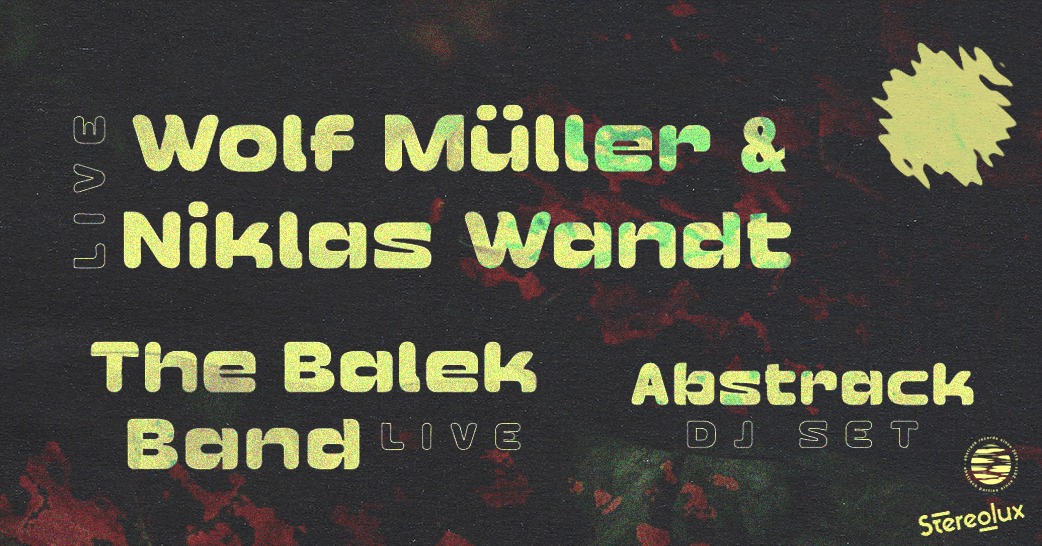 LIVE
Wolf Müller &
Niklas Wandt
The Balek
Band LIVE
Abstrack
DJ SET
Stereolux